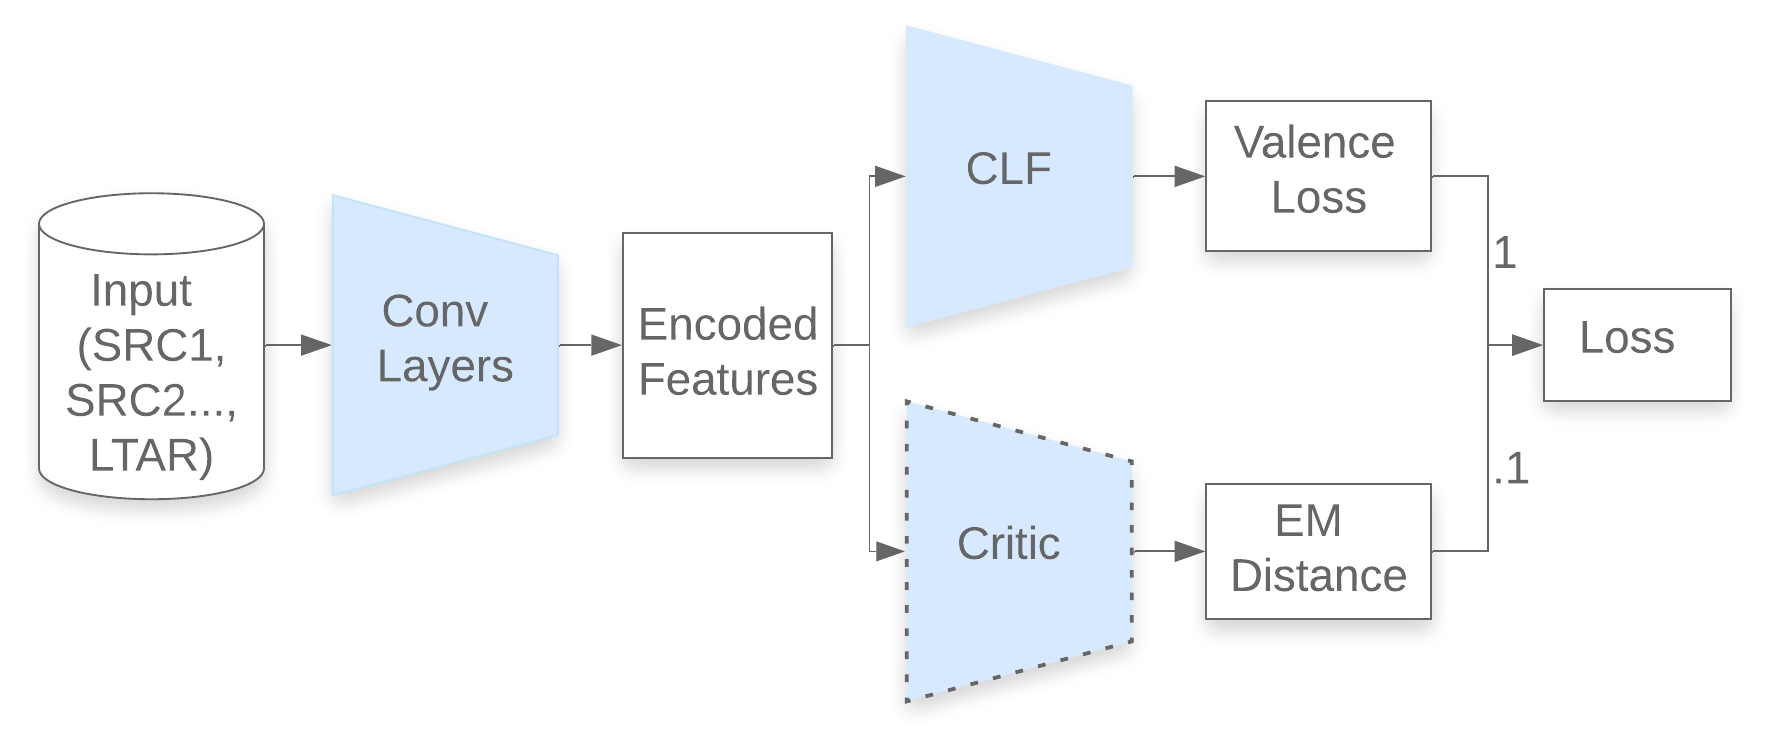 Input
(SRC1,
SRC2...,
LTAR)
Conv
Layers
Encoded
Features
CLF
Valence
Loss
Critic
EM
Distance
1
.1
Loss